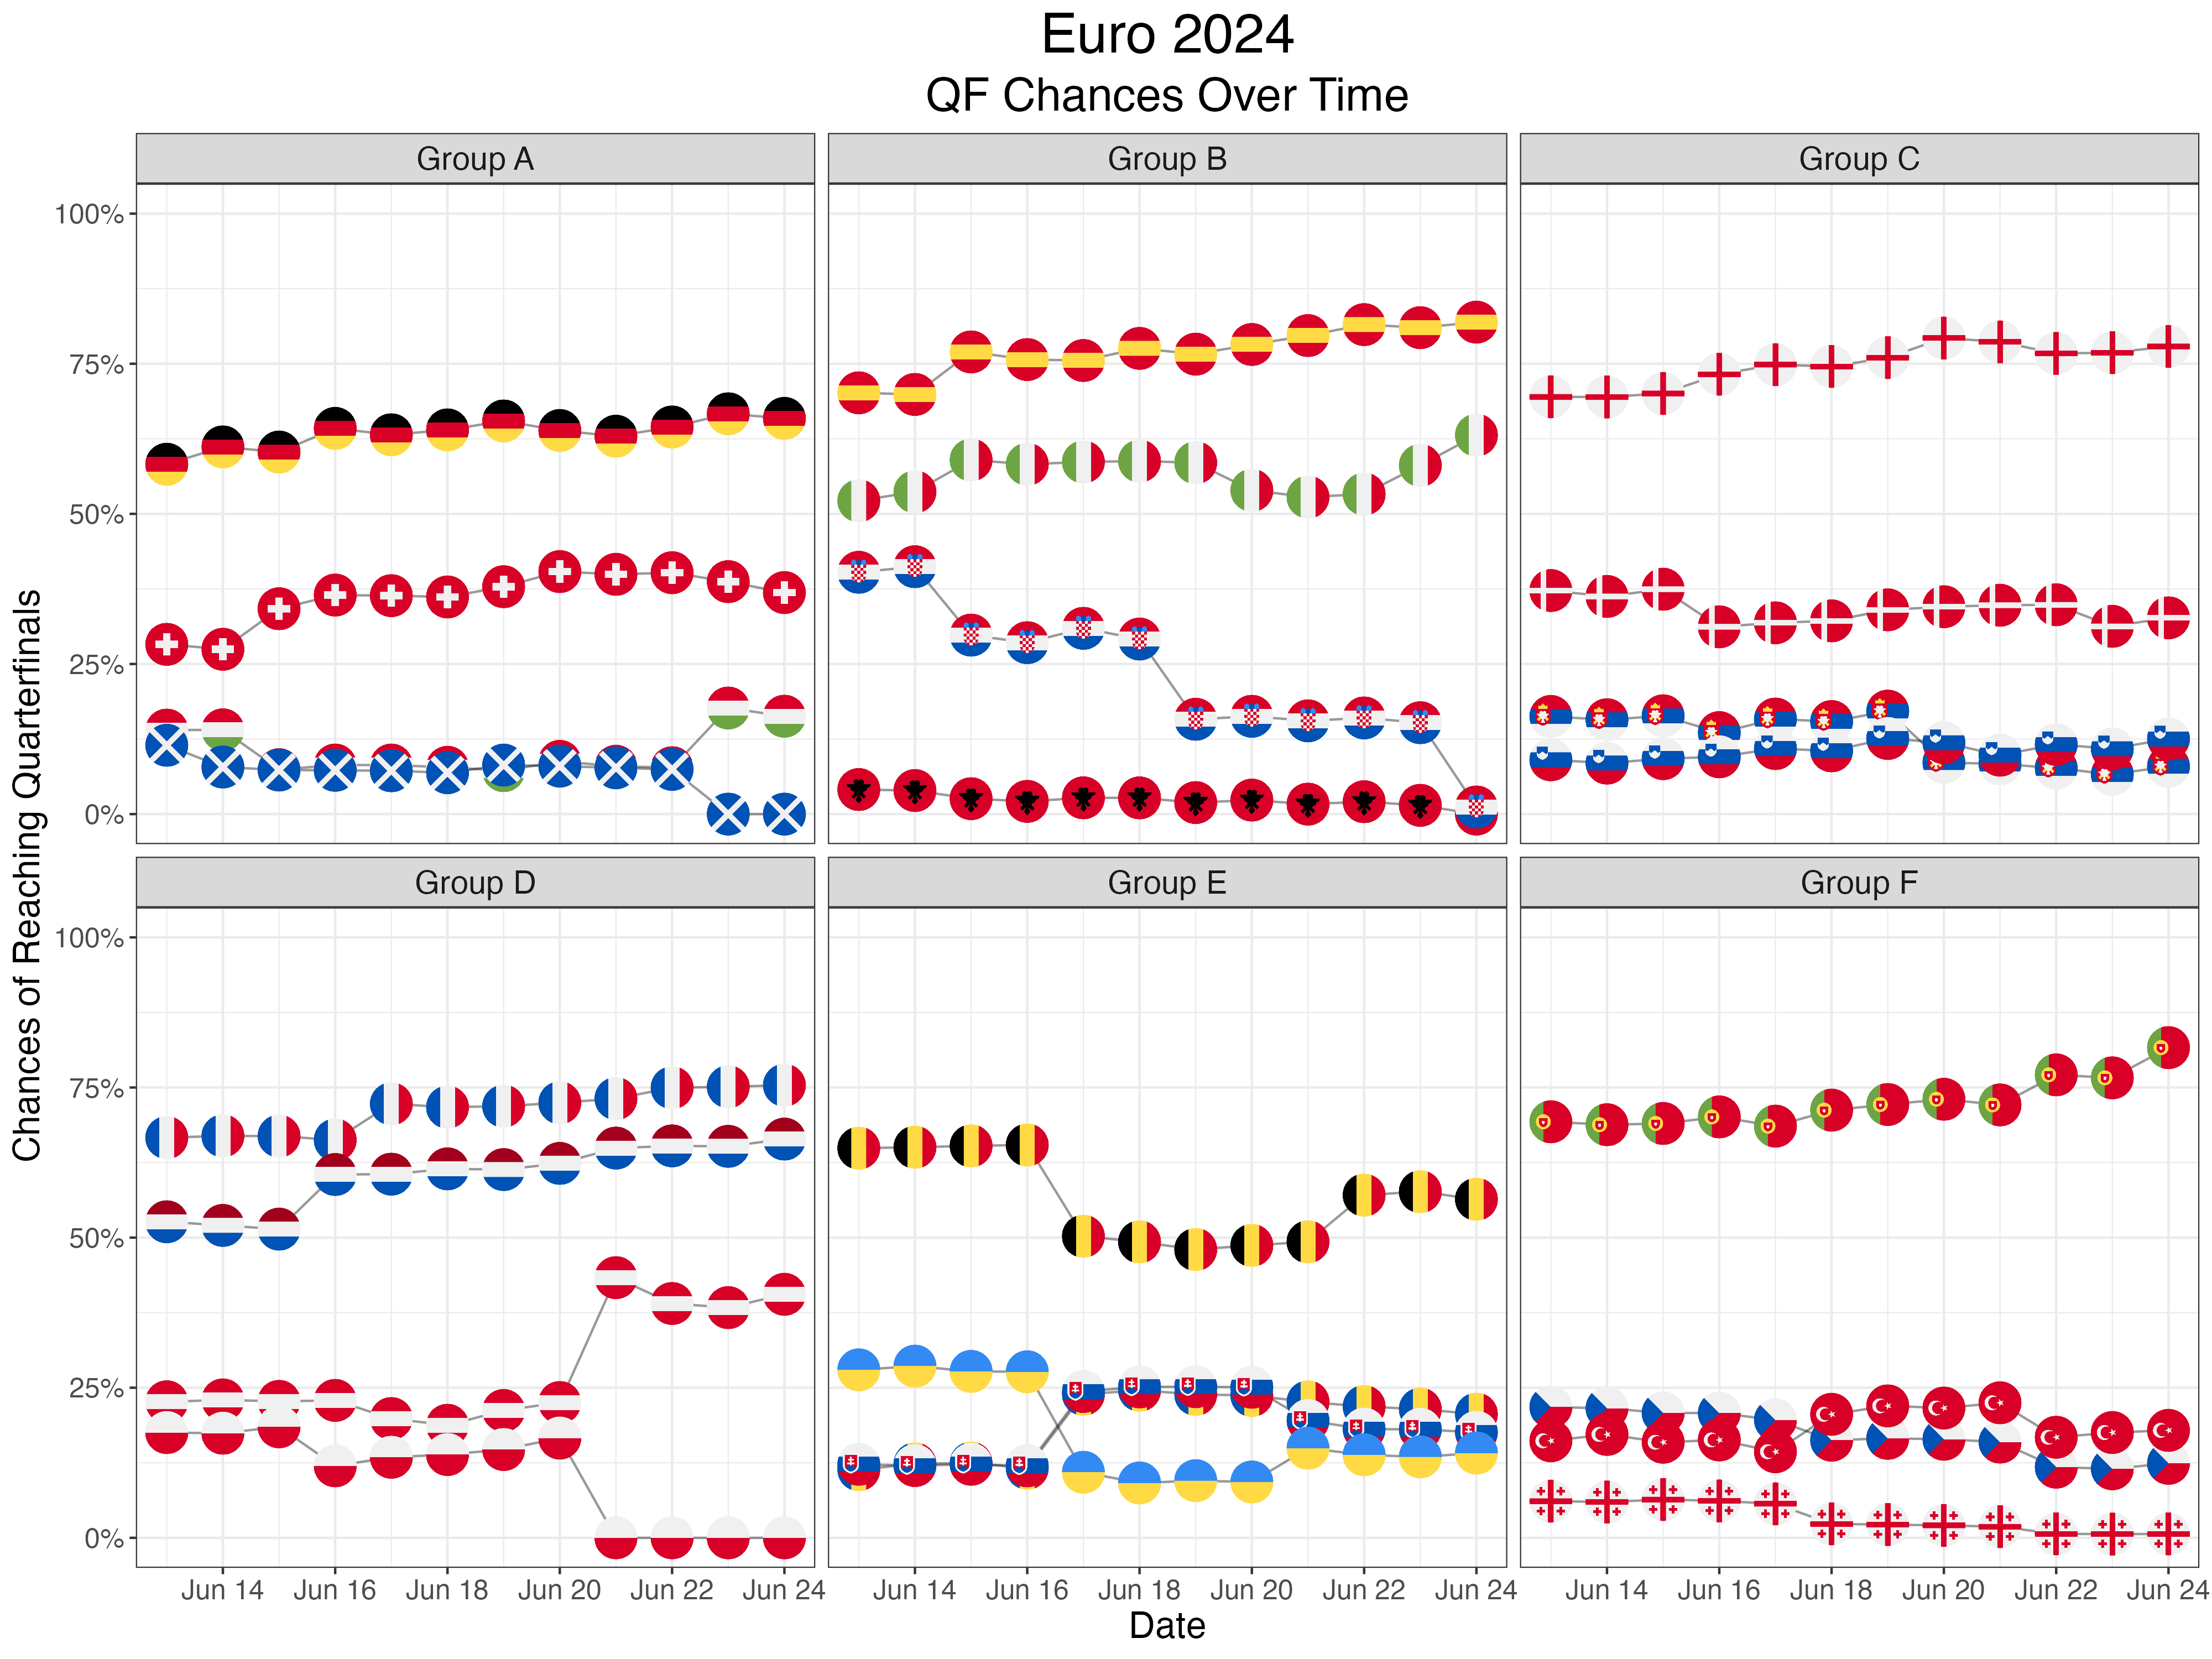 Euro 2024
QF Chances Over Time
Group A
Group B
Group C
100%
75%
50%
25%
0%
Group D
Group E
Group F
100%
75%
50%
25%
0%
Chances of Reaching Quarterfinals
Jun 14 Jun 16 Jun 18 Jun 20 Jun 22 Jun 24
Jun 14 Jun 16 Jun 18 Jun 20 Jun 22 Jun 24
Jun 14 Jun 16 Jun 18 Jun 20 Jun 22 Jun 24
Date